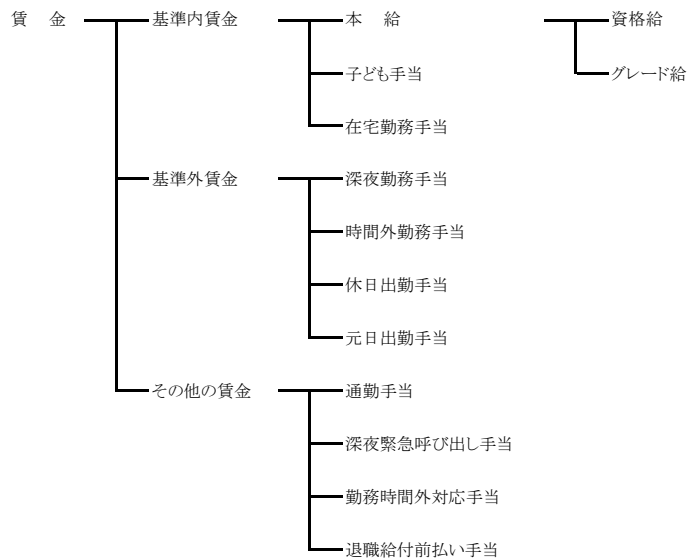 賃　金 基準内賃金 本　給 資格給
子ども手当 グレード給
在宅勤務手当
基準外賃金 深夜勤務手当
時間外勤務手当
休日出勤手当
元日出勤手当
その他の賃金 通勤手当
深夜緊急呼び出し手当
勤務時間外対応手当
退職給付前払い手当